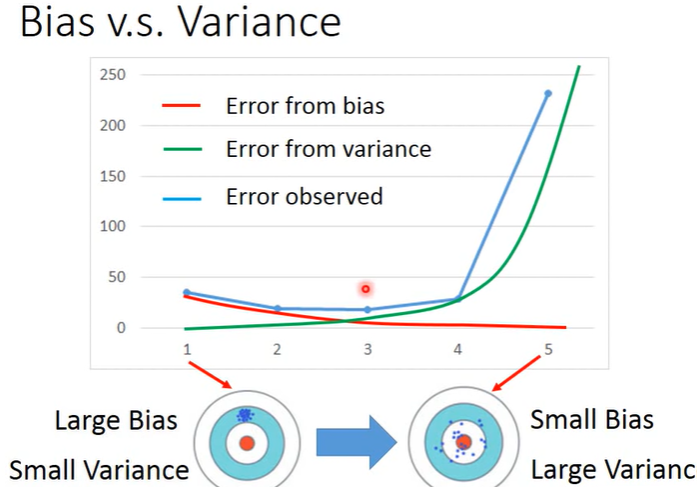 Bias v.s. Variance
250
200
150
100
50
0
Error from bias
Error from variance
Error observed
1 2 3 4 5
Large Bias
Small Variance
Small Bias
Large Varianc